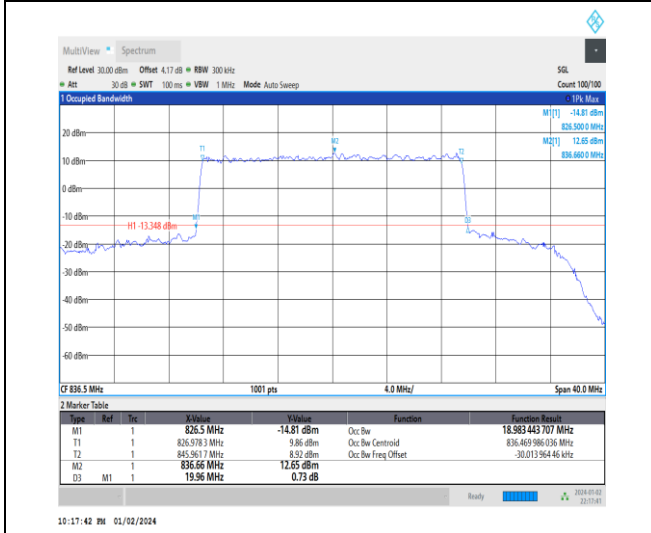 MultiView Spectrum
Ref Level 30.00 dBm Offset 4.17 dB RBW 300 kHz SGL
Att 30 dB SWT 100 ms VBW 1 MHz Mode Auto Sweep Count 100/100
1 Occupied Bandwidth 1Pk Max
M1[1] -14.81 dBm
826.500 0 MHz
M2[1] 12.65 dBm
836.660 0 MHz
20 dBm
T1 M2 T2
10 dBm
0 dBm
-10 dBm
M1 D3
H1 -13.348 dBm
-20 dBm
-30 dBm
-40 dBm
-50 dBm
-60 dBm
CF 836.5 MHz 1001 pts 4.0 MHz/ Span 40.0 MHz
2 Marker Table
Type Ref Trc X-Value Y-Value Function Function Result
M1 1 826.5 MHz -14.81 dBm Occ Bw 18.983 443 707 MHz
T1 1 826.978 3 MHz 9.86 dBm Occ Bw Centroid 836.469 986 036 MHz
T2 1 845.961 7 MHz 8.92 dBm Occ Bw Freq Offset -30.013 964 46 kHz
M2 1 836.66 MHz 12.65 dBm
D3 M1 1 19.96 MHz 0.73 dB
Ready 2024-01-02
22:17:41
10:17:42 PM 01/02/2024